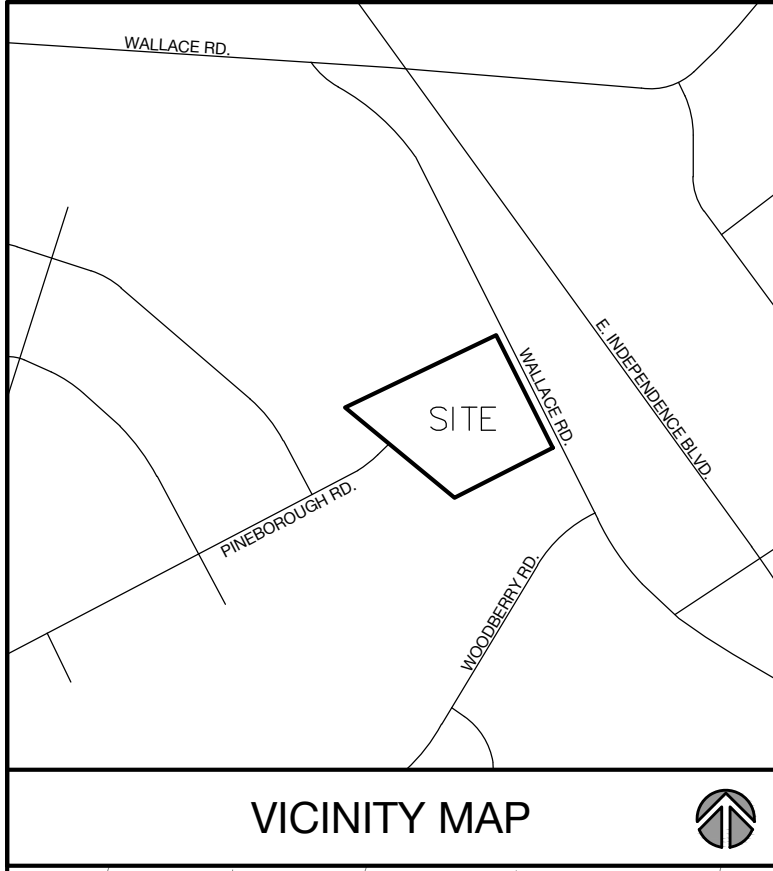 WALLACE RD.
E. INDEPENDENCE BLVD.
WALLACE RD.
SITE
PINEBOROUGH RD.
WOODBERRY RD.
VICINITY MAP